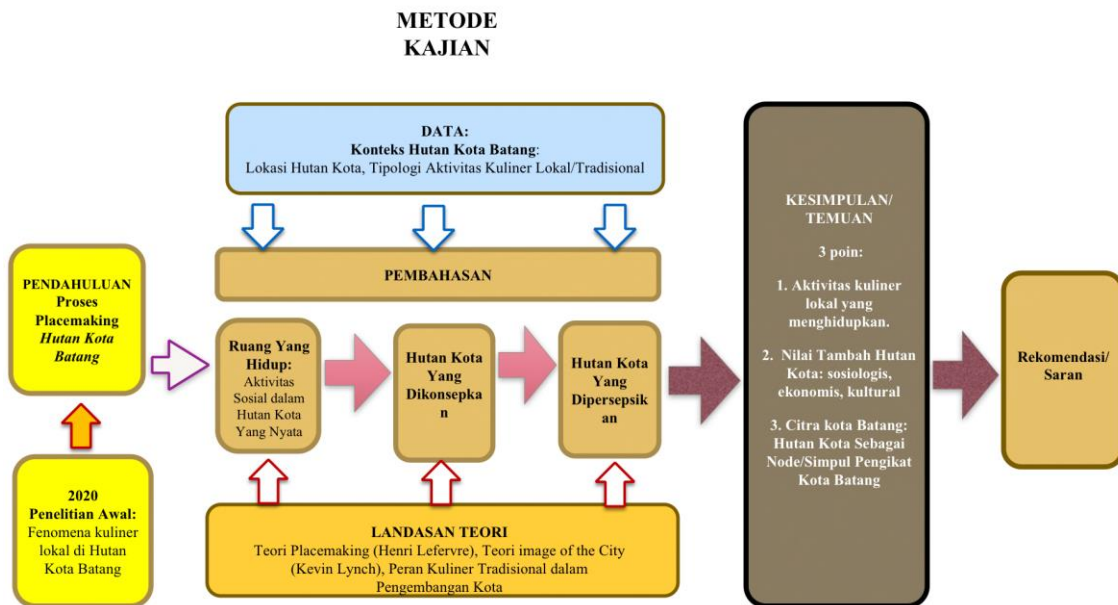 METODE
KAJIAN
DATA:
Konteks Hutan Kota Batang:
Lokasi Hutan Kota, Tipologi Aktivitas Kuliner Lokal/Tradisional
PEMBAHASAN
PENDAHULUAN
Proses
Placemaking
Hutan Kota
Batang
2020
Penelitian Awal:
Fenomena kuliner
lokal di Hutan
Kota Batang
Ruang Yang
Hidup:
Aktivitas
Sosial dalam
Hutan Kota
Yang Nyata
Hutan Kota
Yang
Dikonsepka
n
Hutan Kota
Yang
Dipersepsi
kan
LANDASAN TEORI
Teori Placemaking (Henri Lefervre), Teori image of the City
(Kevin Lynch), Peran Kuliner Tradisional dalam
Pengembangan Kota
KESIMPULAN/
TEMUAN
3 poin:
1. Aktivitas kuliner
lokal yang
menghidupkan.
2. Nilai Tambah Hutan
Kota: sosiologis,
ekonomis, kultural
3. Citra kota Batang:
Hutan Kota Sebagai
Node/Simpul Pengikat
Kota Batang
Rekomendasi/
Saran